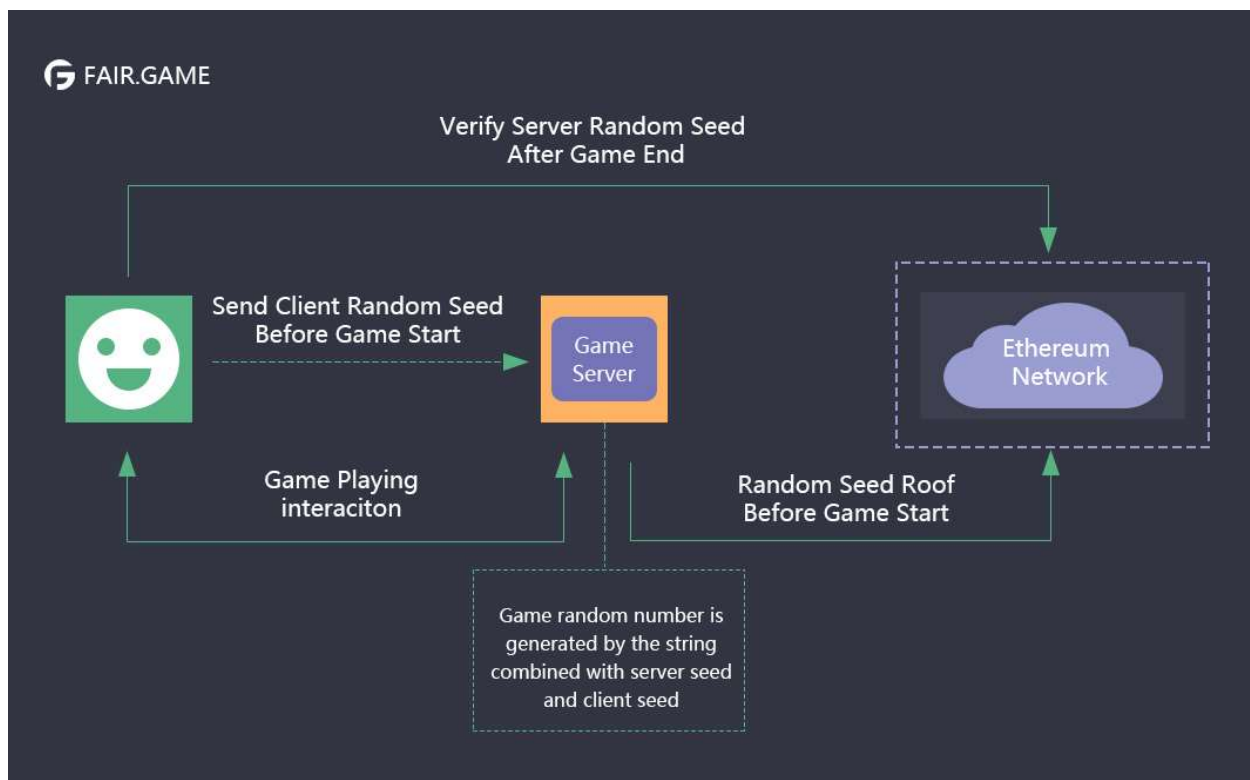 FAIR.GAME
Verify Server Random Seed
After Game End
Send Client Random Seed
Before Game Start
Game
Server
Ethereum
Network
Game Playing
interaciton
Random Seed Roof
Before Game Start
Game random number is
generated by the string
combined with server seed
and client seed